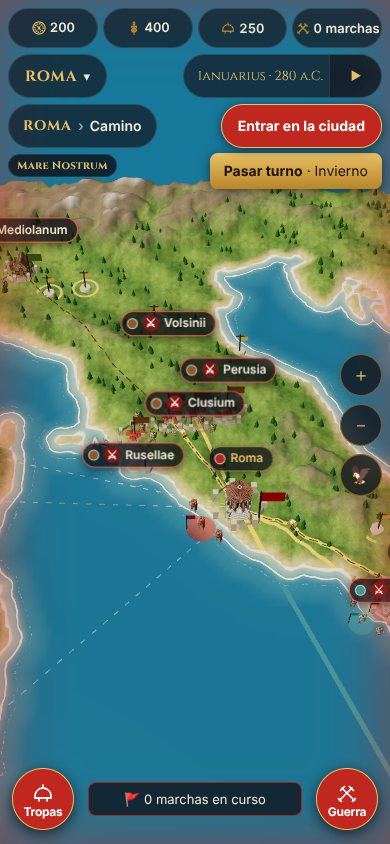 200
400
250
0 marchas
ROMA
IANUARIUS · 280 A.C.
ROMA › Camino
Entrar en la ciudad
MARE NOSTRUM
Pasar turno · Invierno
Mediolanum
Volsinii
Perusia
Clusium
Rusellae
Roma
+
−
Tropas
0 marchas en curso
Guerra